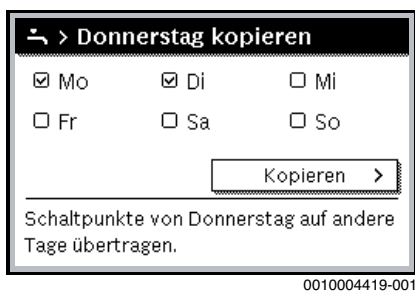 > Donnerstag kopieren
Mo Di Mi
Fr Sa So
Kopieren >
Schaltpunkte von Donnerstag auf andere
Tage übertragen.
0010004419-001